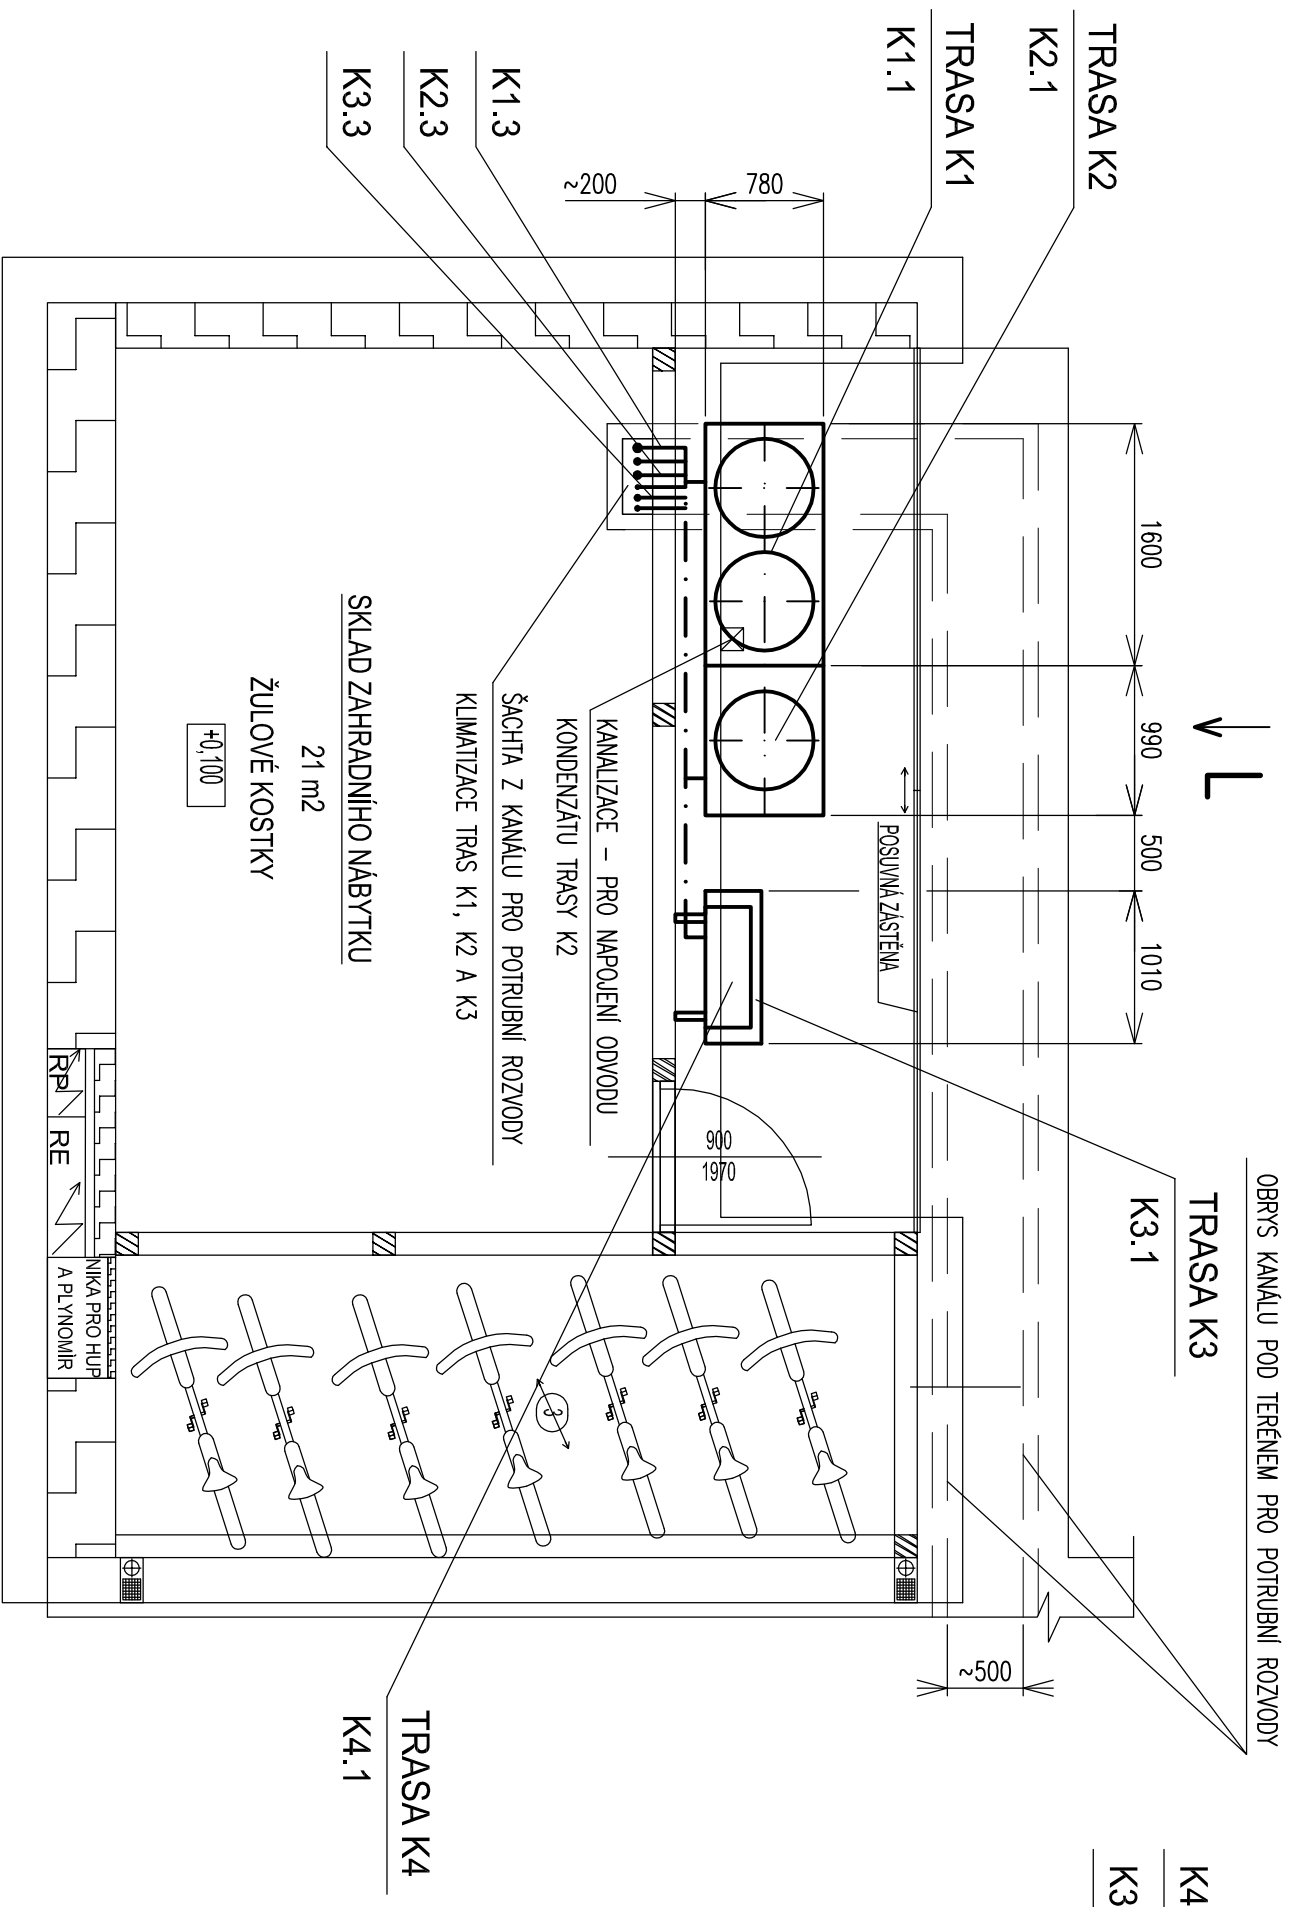 TRASA K2
K2.1
TRASA K1
K1.1
K1.3
K2.3
K3.3
780
~200
1600
990
500
1010
L
POSUVNÁ ZÁSTĚNA
KANALIZACE – PRO NAPOJENÍ ODVODU
KONDENZÁTU TRASY K2
ŠACHTA Z KANÁLU PRO POTRUBNÍ ROZVODY
KLIMATIZACE TRAS K1, K2 A K3
SKLAD ZAHRADNÍHO NÁBYTKU
21 m2
ŽULOVÉ KOSTKY
+0,100
900
1970
OBRYS KANÁLU POD TERÉNEM PRO POTRUBNÍ ROZVODY
TRASA K3
K3.1
RP
RE
NIKA PRO HUP
A PLYNOMÌR
3
~500
TRASA K4
K4.1
K4
K3